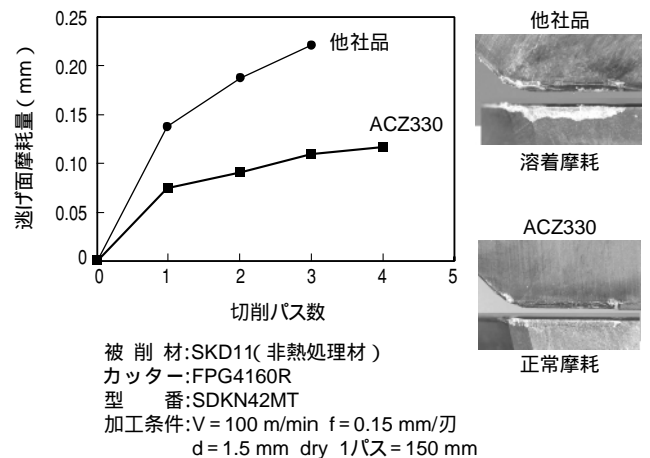 逃げ面摩耗量(mm)
0.25
0.20
0.15
0.10
0.05
0
0 1 2 3 4 5
切削パス数
他社品
ACZ330
他社品
溶着摩耗
ACZ330
正常摩耗
被 削 材:SKD11(非熱処理材)
カッター:FPG4160R
型 番:SDKN42MT
加工条件:V = 100 m/min f = 0.15 mm/刃
d = 1.5 mm dry 1パス = 150 mm